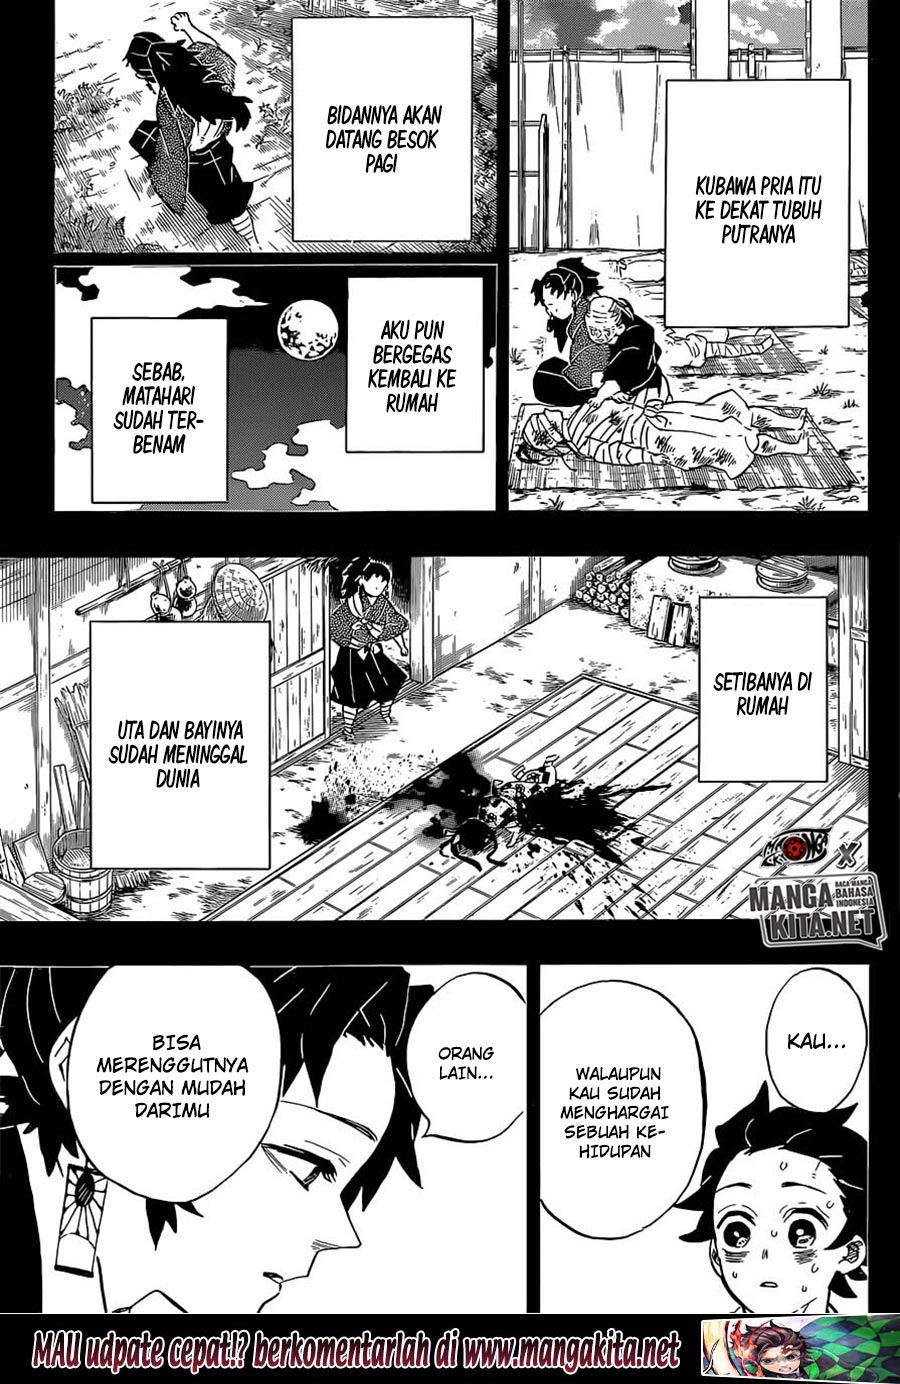 KUBAWA PRIA ITU
KE DEKAT TUBUH
PUTRANYA
BIDANNYA AKAN
DATANG BESOK
PAGI
AKU PUN
BERGEGAS
KEMBALI KE
RUMAH
SEBAB,
MATAHARI
SUDAH TER-
BENAM
SETIBANYA DI
RUMAH
UTA DAN BAYINYA
SUDAH MENINGGAL
DUNIA
X
MANGA
BACA MANGA
BAHASA
INDONESIA
KITA.NET
KAU...
WALAUPUN
KAU SUDAH
MENGHARGAI
SEBUAH KE-
HIDUPAN
ORANG
LAIN...
BISA
MERENGGUTNYA
DENGAN MUDAH
DARIMU
MAU udpate cepat!? berkomentarlah di www.mangakita.net